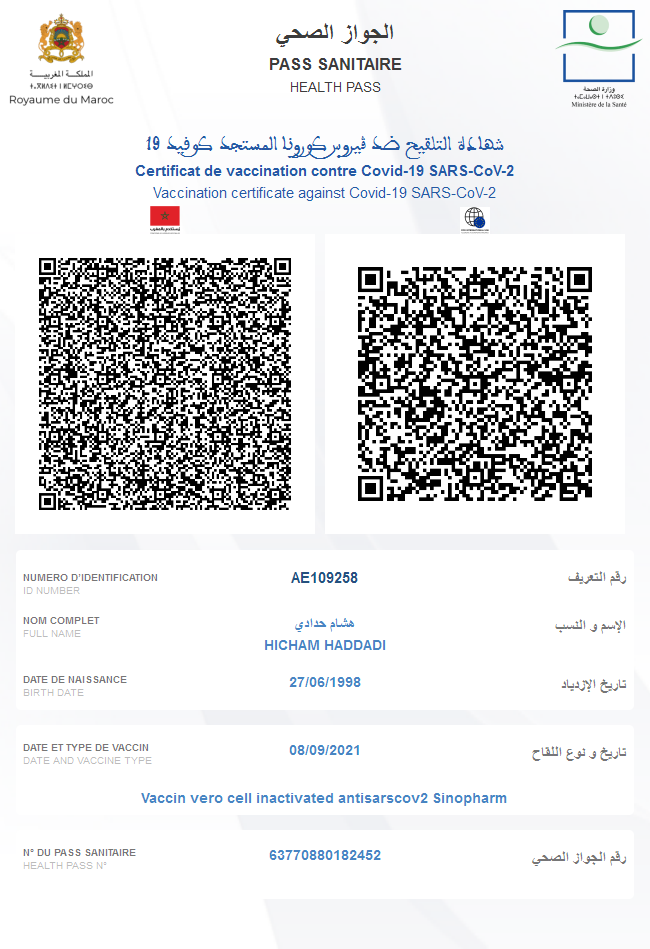 الجواز الصحي
PASS SANITAIRE
HEALTH PASS
المملكة المغربية
ⵜⴰⴳⵍⴷⵉⵜ ⵏ ⵍⵎⵖⵔⵉⴱ
Royaume du Maroc
وزارة الصحة
Ministère de la Santé
شهادة التلقيح ضد ڤيروس كورونا المستجد كوفيد 19
Certificat de vaccination contre Covid-19 SARS-CoV-2
Vaccination certificate against Covid-19 SARS-CoV-2
NUMERO D'IDENTIFICATION
ID NUMBER
AE109258
رقم التعريف
NOM COMPLET
FULL NAME
هشام حدادي
HICHAM HADDADI
الإسم و النسب
DATE DE NAISSANCE
BIRTH DATE
27/06/1998
تاريخ الإزدياد
DATE ET TYPE DE VACCIN
DATE AND VACCINE TYPE
08/09/2021
تاريخ و نوع اللقاح
Vaccin vero cell inactivated antisarscov2 Sinopharm
N° DU PASS SANITAIRE
HEALTH PASS N°
63770880182452
رقم الجواز الصحي